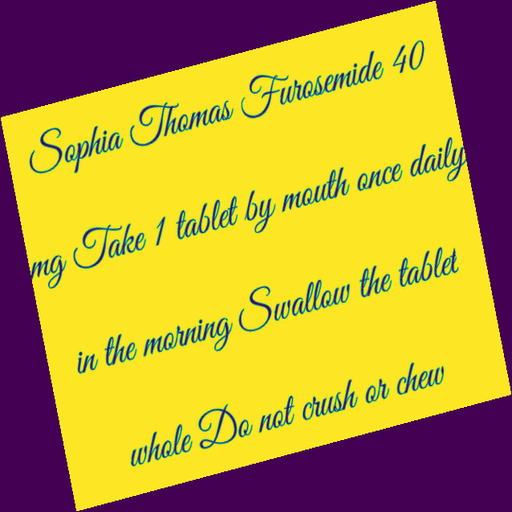 Sophia Thomas Furosemide 40
mg Take 1 tablet by mouth once daily
in the morning Swallow the tablet
whole Do not crush or chew